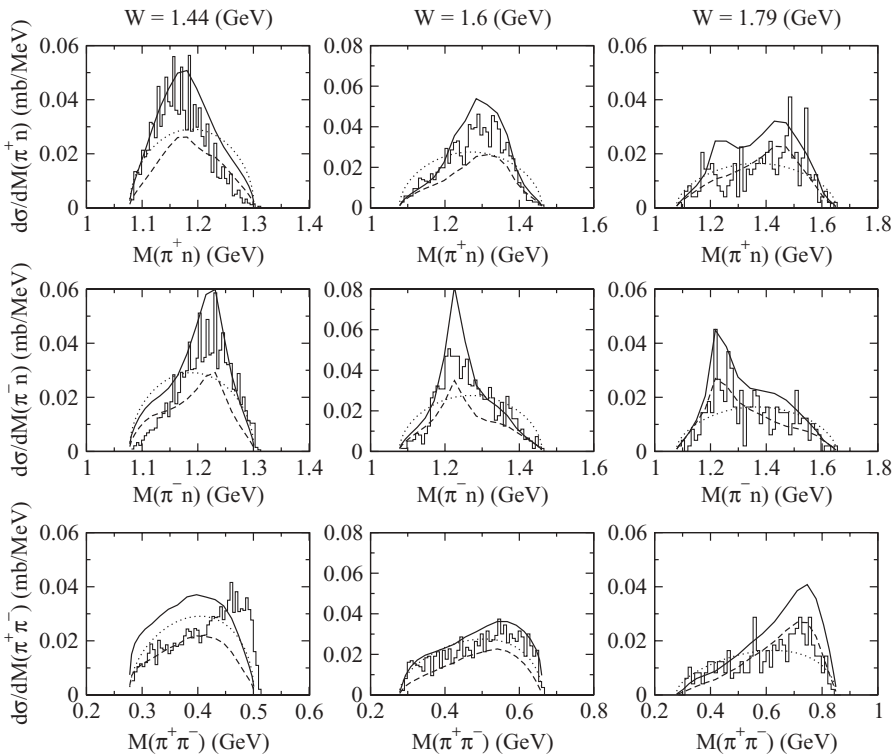 W = 1.44 (GeV) W = 1.6 (GeV) W = 1.79 (GeV)
dσ/dM(π⁺n) (mb/MeV)
0.06 0.08 0.06
0.04 0.06 0.04
0.04
0.02 0.02 0.02
0 0 0
1 1.1 1.2 1.3 1.4 1 1.2 1.4 1.6 1 1.2 1.4 1.6 1.8
M(π⁺n) (GeV) M(π⁺n) (GeV) M(π⁺n) (GeV)
dσ/dM(π⁻n) (mb/MeV)
0.06 0.08 0.06
0.04 0.06 0.04
0.04
0.02 0.02 0.02
0 0 0
1 1.1 1.2 1.3 1.4 1 1.2 1.4 1.6 1 1.2 1.4 1.6 1.8
M(π⁻n) (GeV) M(π⁻n) (GeV) M(π⁻n) (GeV)
dσ/dM(π⁺π⁻) (mb/MeV)
0.06 0.08 0.06
0.04 0.06 0.04
0.04
0.02 0.02 0.02
0 0 0
0.2 0.3 0.4 0.5 0.6 0.2 0.4 0.6 0.8 0.2 0.4 0.6 0.8 1
M(π⁺π⁻) (GeV) M(π⁺π⁻) (GeV) M(π⁺π⁻) (GeV)